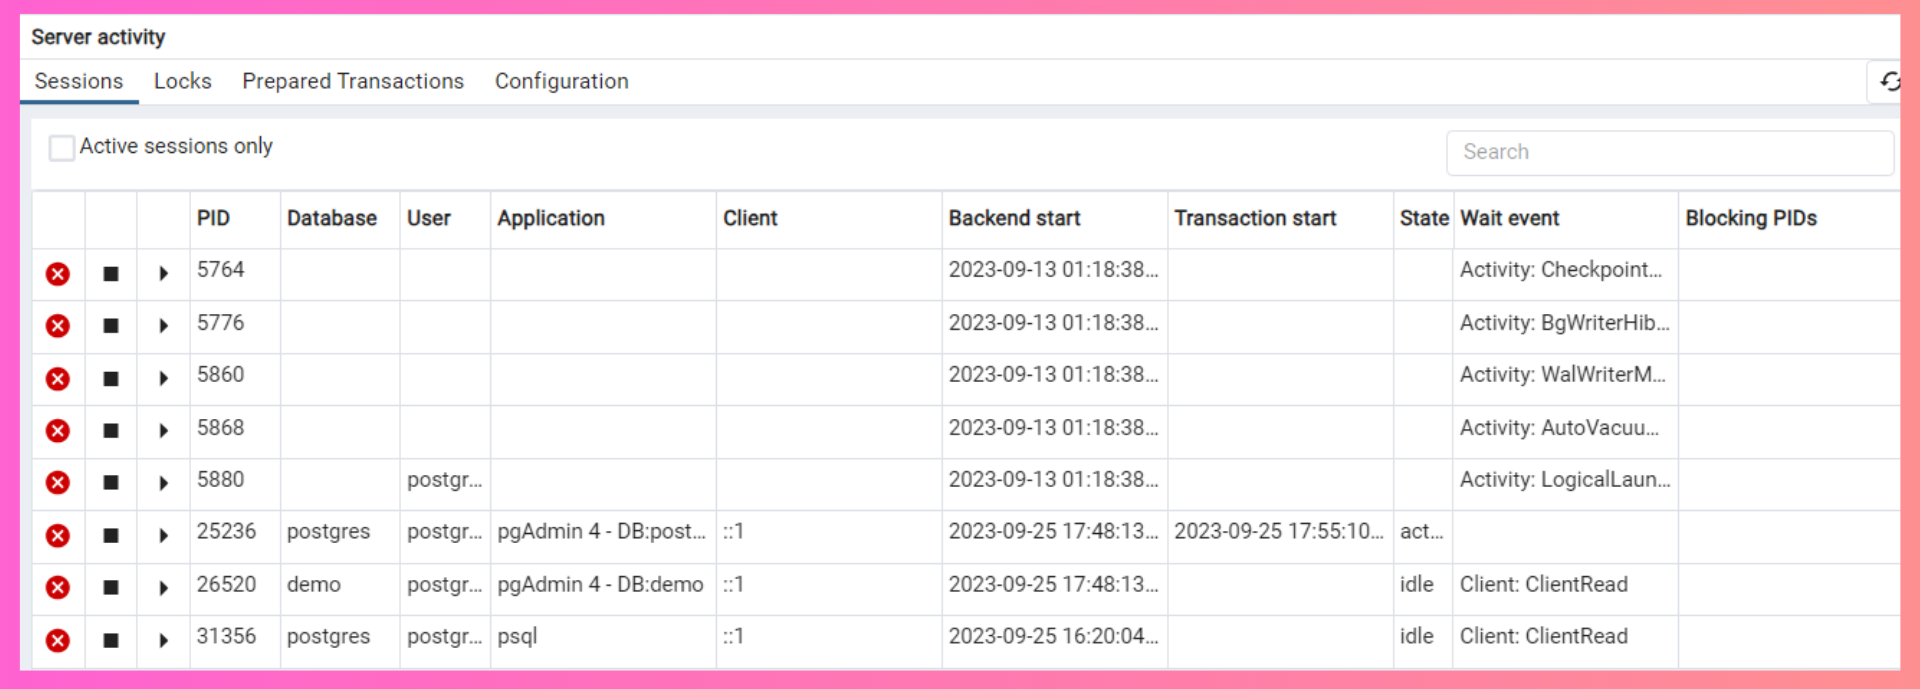 Server activity
Sessions Locks Prepared Transactions Configuration
Active sessions only Search
PID Database User Application Client Backend start Transaction start State Wait event Blocking PIDs
5764 2023-09-13 01:18:38... Activity: Checkpoint...
5776 2023-09-13 01:18:38... Activity: BgWriterHib...
5860 2023-09-13 01:18:38... Activity: WalWriterM...
5868 2023-09-13 01:18:38... Activity: AutoVacuu...
5880 postgr... 2023-09-13 01:18:38... Activity: LogicalLaun...
25236 postgres postgr... pgAdmin 4 - DB:post... ::1 2023-09-25 17:48:13... 2023-09-25 17:55:10... act...
26520 demo postgr... pgAdmin 4 - DB:demo ::1 2023-09-25 17:48:13... idle Client: ClientRead
31356 postgres postgr... psql ::1 2023-09-25 16:20:04... idle Client: ClientRead